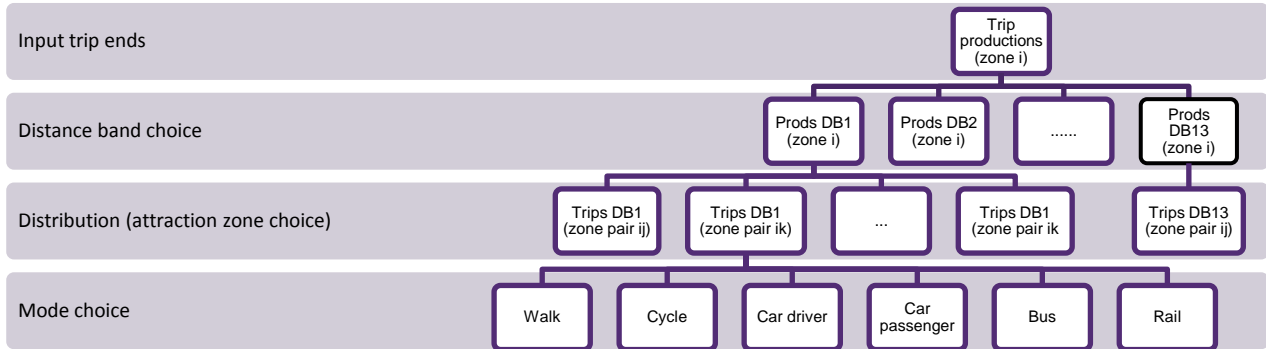 Input trip ends
Trip
productions
(zone i)
Distance band choice
Prods DB1
(zone i)
Prods DB2
(zone i)
......
Prods
DB13
(zone i)
Distribution (attraction zone choice)
Trips DB1
(zone pair ij)
Trips DB1
(zone pair ik)
...
Trips DB1
(zone pair ik
Trips DB13
(zone pair ij)
Mode choice
Walk
Cycle
Car driver
Car
passenger
Bus
Rail